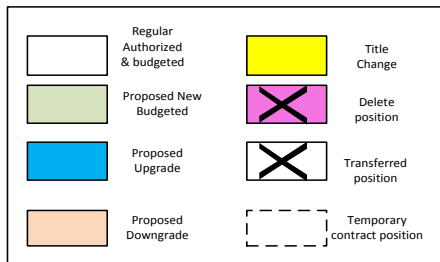 Regular
Authorized
& budgeted
Title
Change
Proposed New
Budgeted
Delete
position
Proposed
Upgrade
Transferred
position
Proposed
Downgrade
Temporary
contract position